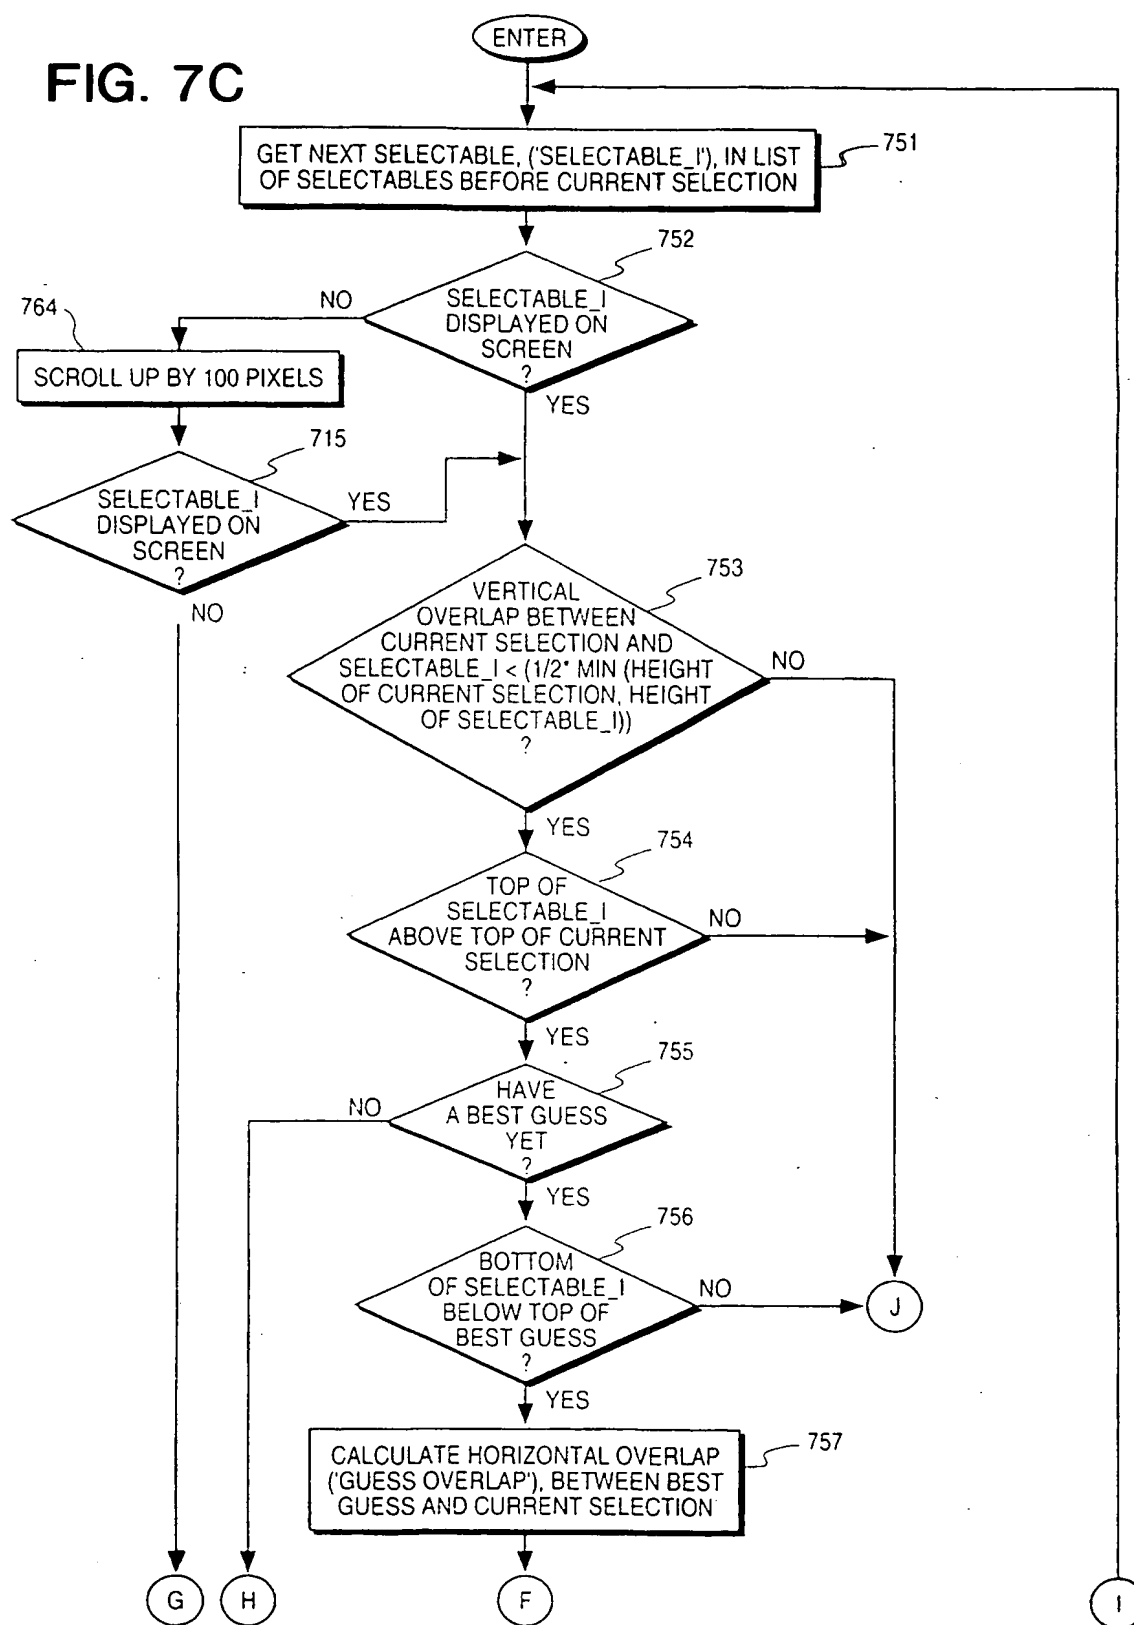 ENTER
FIG. 7C
GET NEXT SELECTABLE, ('SELECTABLE_I'), IN LIST
OF SELECTABLES BEFORE CURRENT SELECTION
751
752
SELECTABLE_I
DISPLAYED ON
SCREEN
?
NO
YES
764
SCROLL UP BY 100 PIXELS
715
SELECTABLE_I
DISPLAYED ON
SCREEN
?
YES
NO
753
VERTICAL
OVERLAP BETWEEN
CURRENT SELECTION AND
SELECTABLE_I < (1/2* MIN (HEIGHT
OF CURRENT SELECTION, HEIGHT
OF SELECTABLE_I))
?
NO
YES
754
TOP OF
SELECTABLE_I
ABOVE TOP OF CURRENT
SELECTION
?
NO
YES
755
HAVE
A BEST GUESS
YET
?
NO
YES
756
BOTTOM
OF SELECTABLE_I
BELOW TOP OF
BEST GUESS
?
NO
J
YES
757
CALCULATE HORIZONTAL OVERLAP
('GUESS OVERLAP'), BETWEEN BEST
GUESS AND CURRENT SELECTION
G
H
F
I